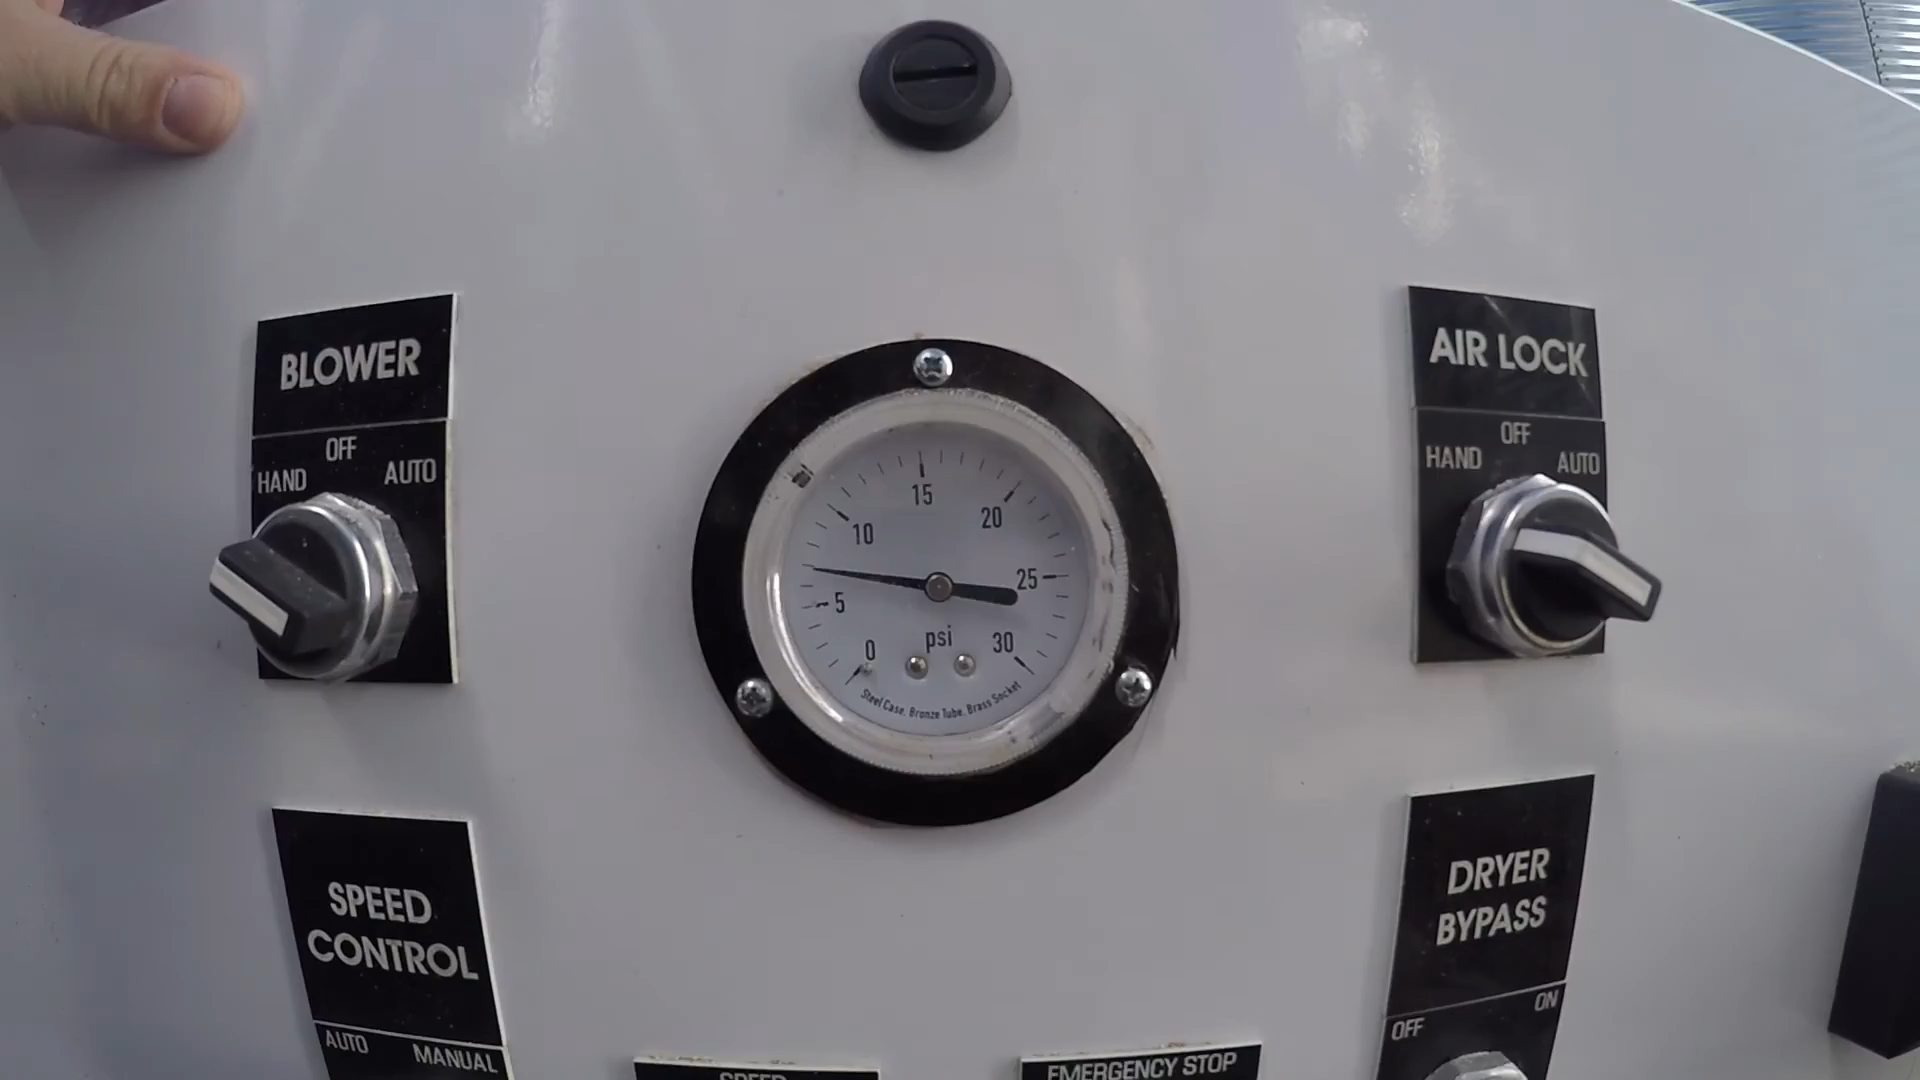 BLOWER
HAND
OFF
AUTO
AIR LOCK
HAND
OFF
AUTO
0
5
10
15
20
25
30
psi
Steel Case, Bronze Tube, Brass Socket
SPEED
CONTROL
AUTO
MANUAL
SPEED
EMERGENCY STOP
DRYER
BYPASS
OFF
ON